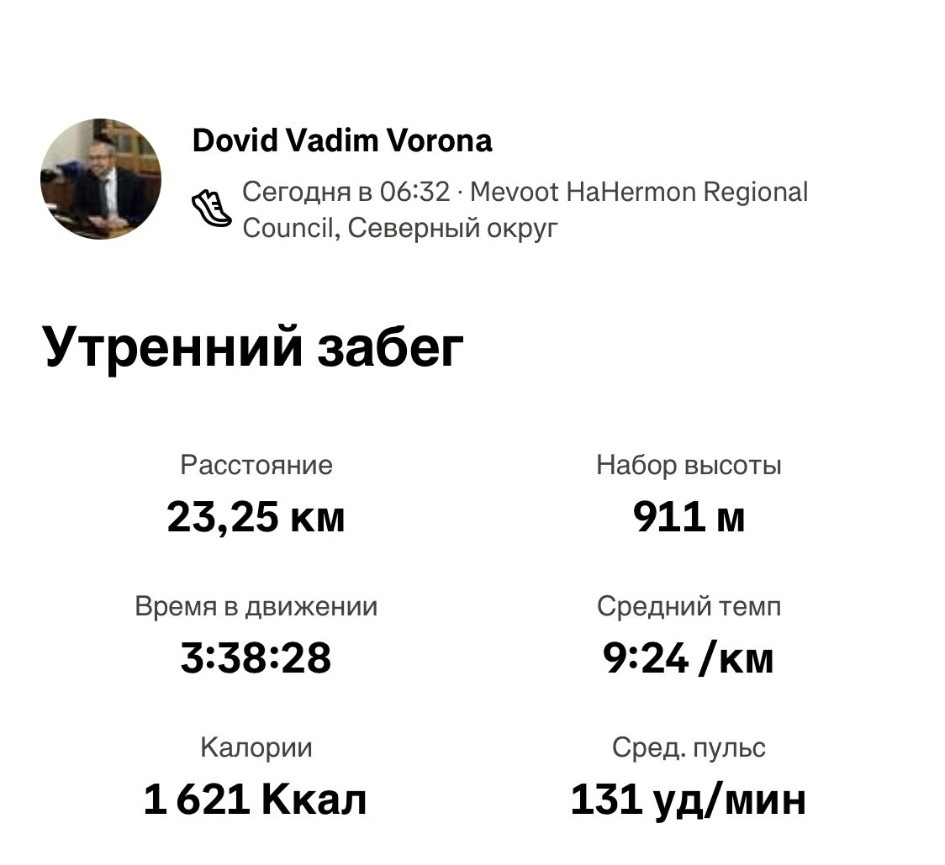 Dovid Vadim Vorona
Сегодня в 06:32 · Mevoot HaHermon Regional
Council, Северный округ
Утренний забег
Расстояние
Набор высоты
23,25 км
911 м
Время в движении
Средний темп
3:38:28
9:24 /км
Калории
Сред. пульс
1 621 Ккал
131 уд/мин